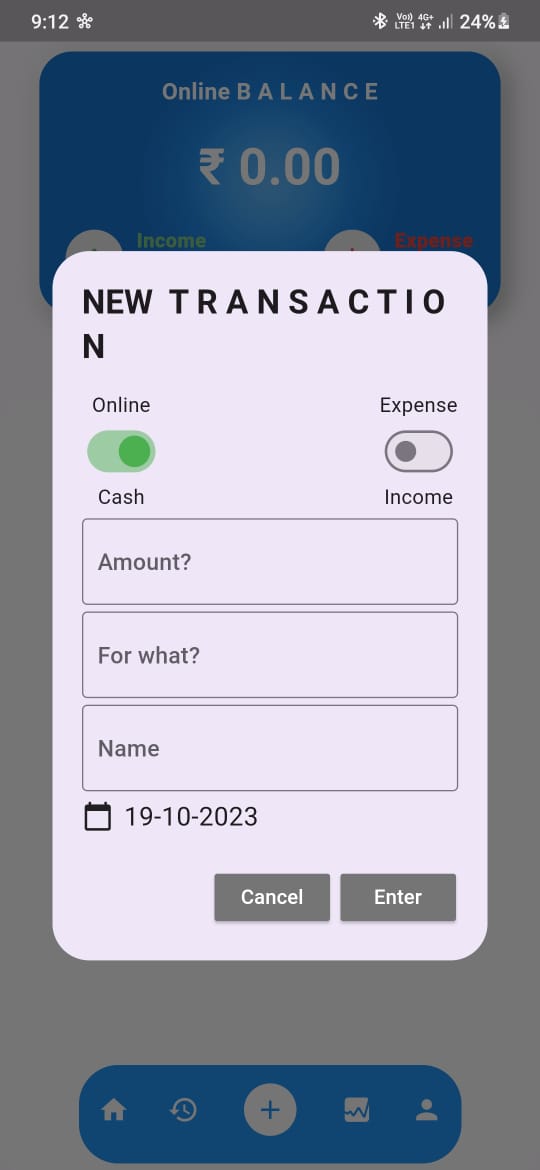 9:12 Vo)) LTE1 4G+ 24%
Online B A L A N C E
₹ 0.00
Income Expense
NEW T R A N S A C T I O
N
Online Expense
Cash Income
Amount?
For what?
Name
19-10-2023
Cancel Enter